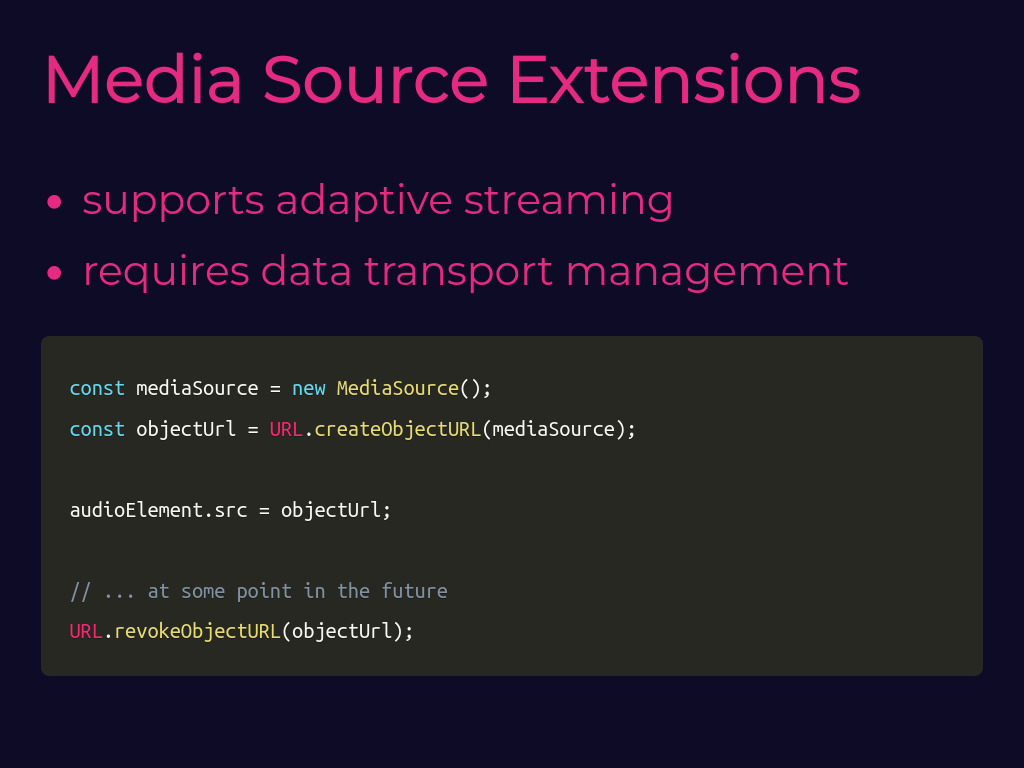 Media Source Extensions
• supports adaptive streaming
• requires data transport management
const mediaSource = new MediaSource();
const objectUrl = URL.createObjectURL(mediaSource);
audioElement.src = objectUrl;
// ... at some point in the future
URL.revokeObjectURL(objectUrl);